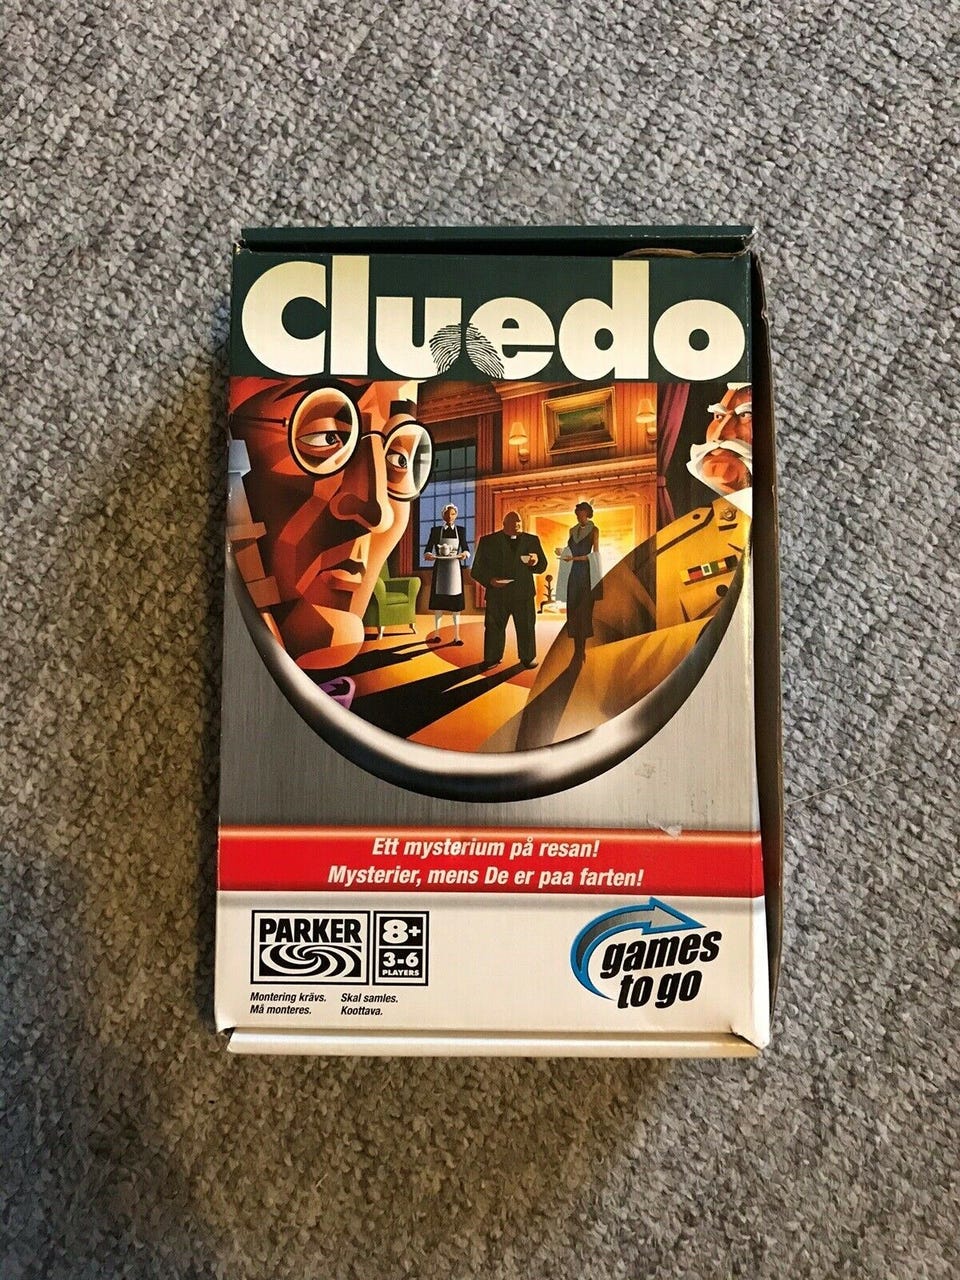 Cluedo
Ett mysterium på resan!
Mysterier, mens De er paa farten!
PARKER
8+
3-6
PLAYERS
Montering krävs. Skal samles.
Må monteres. Koottava.
games
to go